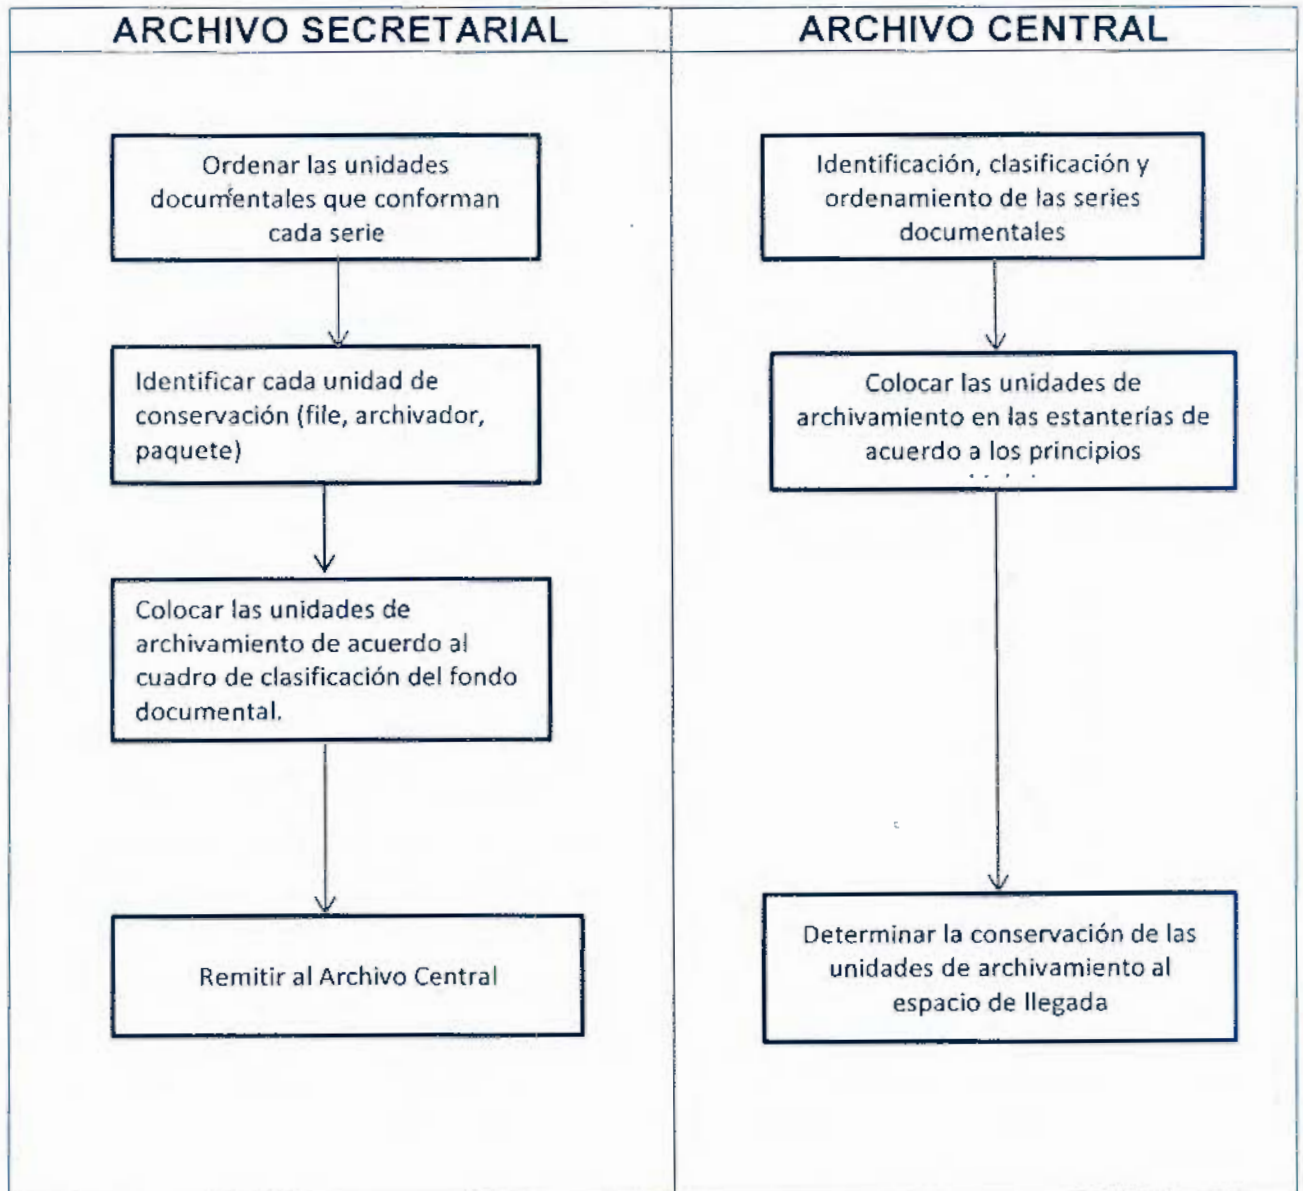 ARCHIVO SECRETARIAL
Ordenar las unidades
documentales que conforman
cada serie
Identificar cada unidad de
conservación (file, archivador,
paquete)
Colocar las unidades de
archivamiento de acuerdo al
cuadro de clasificación del fondo
documental.
Remitir al Archivo Central
ARCHIVO CENTRAL
Identificación, clasificación y
ordenamiento de las series
documentales
Colocar las unidades de
archivamiento en las estanterías de
acuerdo a los principios
Determinar la conservación de las
unidades de archivamiento al
espacio de llegada